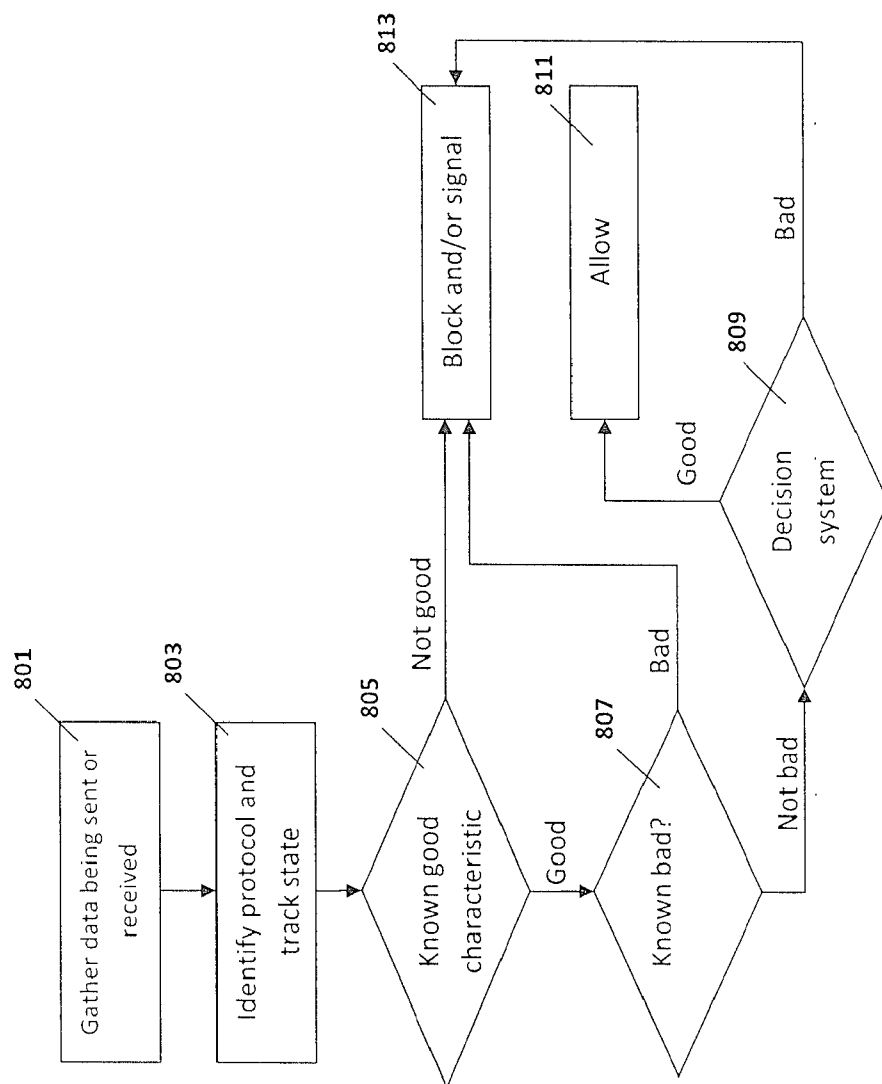 801
Gather data being sent or
received
803
Identify protocol and
track state
805
Known good
characteristic
Not good
Good
807
Known bad?
Bad
Not bad
809
Decision
system
Good
Bad
811
Allow
813
Block and/or signal